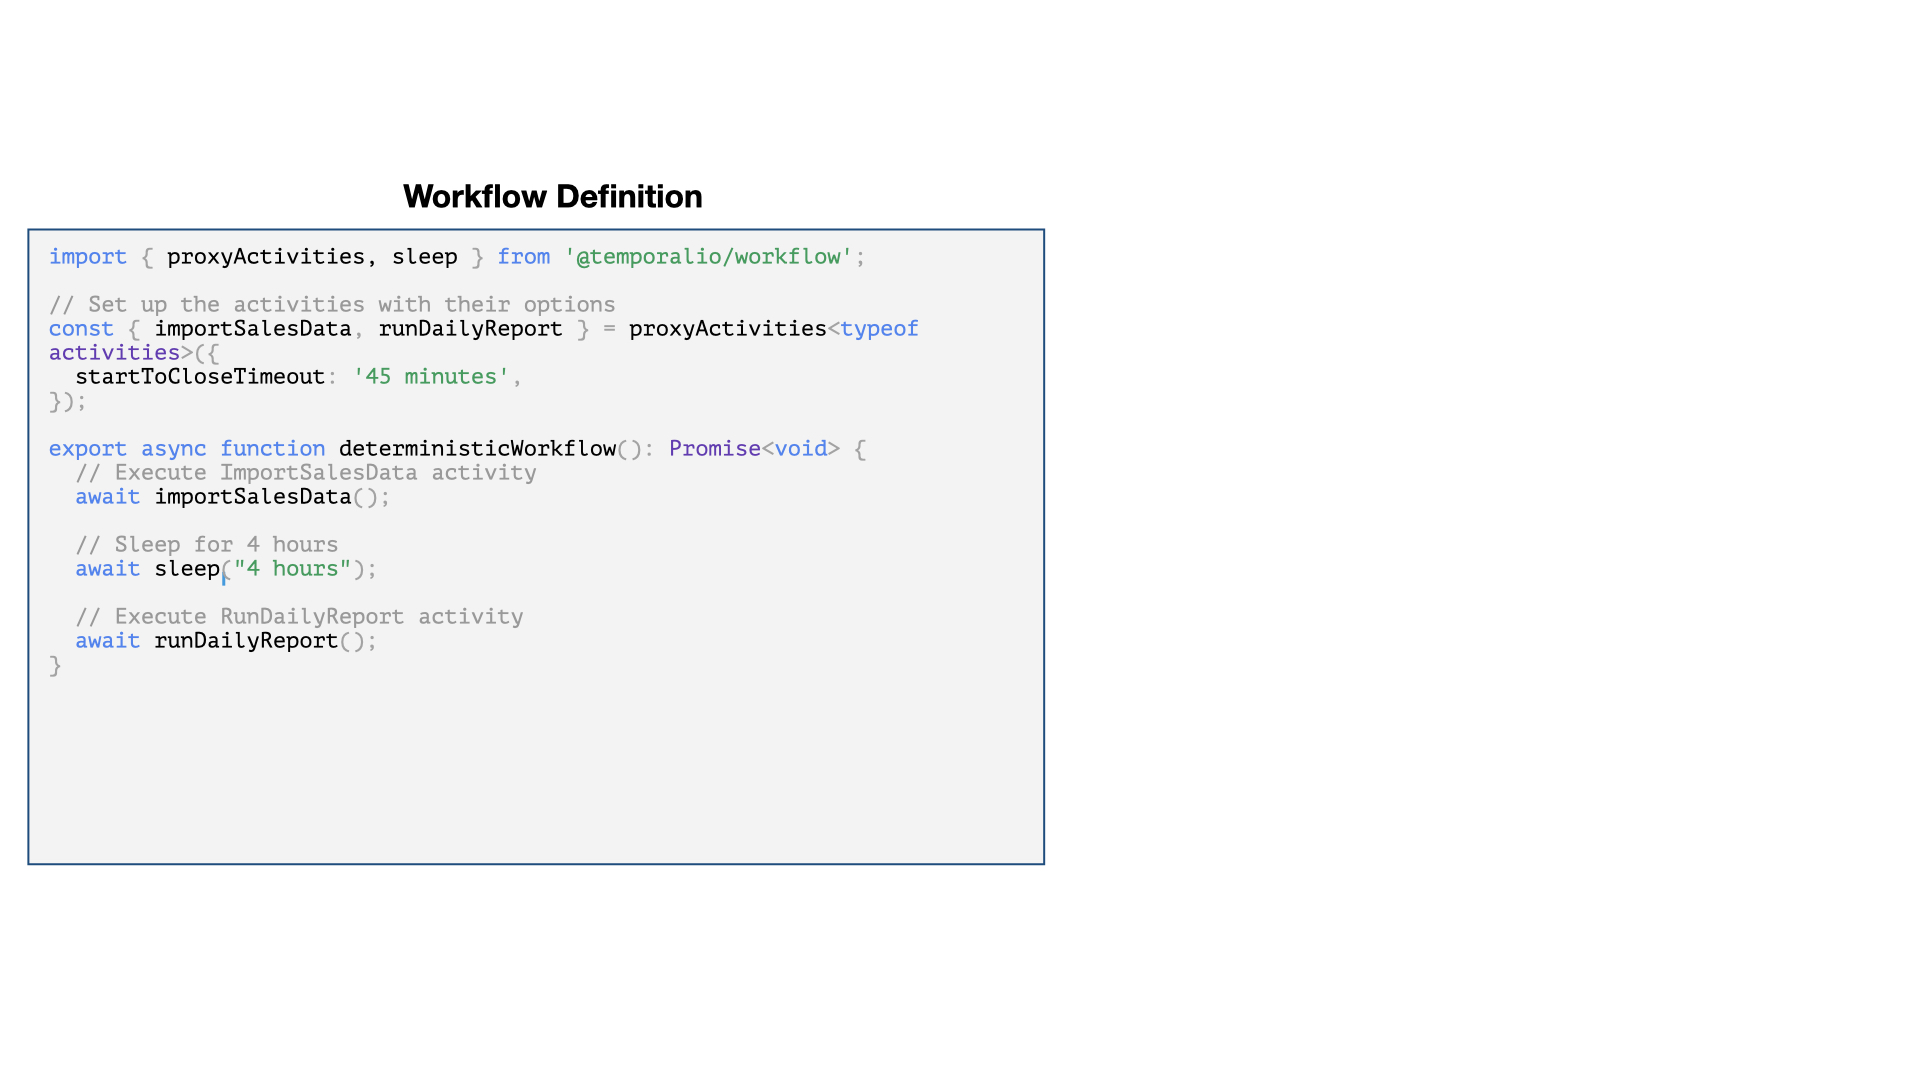 Workflow Definition
import { proxyActivities, sleep } from '@temporalio/workflow';
// Set up the activities with their options
const { importSalesData, runDailyReport } = proxyActivities<typeof
activities>({
  startToCloseTimeout: '45 minutes',
});
export async function deterministicWorkflow(): Promise<void> {
  // Execute ImportSalesData activity
  await importSalesData();
  // Sleep for 4 hours
  await sleep("4 hours");
  // Execute RunDailyReport activity
  await runDailyReport();
}